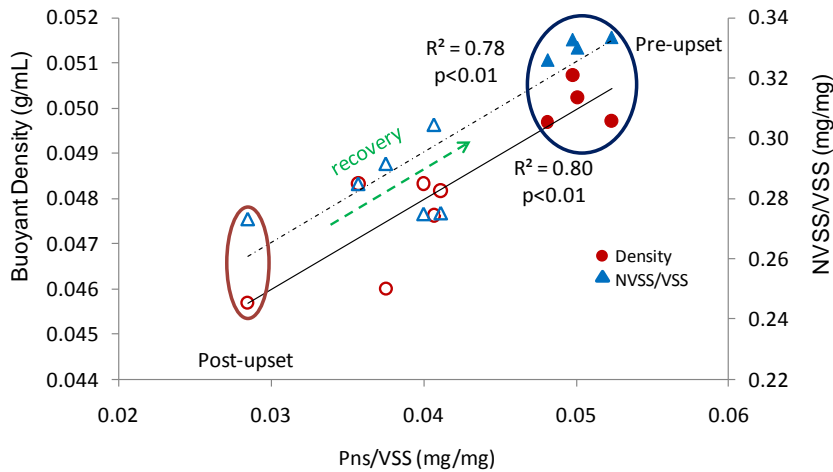 0.052
0.051
0.050
0.049
0.048
0.047
0.046
0.045
0.044
Buoyant Density (g/mL)
0.34
0.32
0.30
0.28
0.26
0.24
0.22
NVSS/VSS (mg/mg)
R² = 0.78
p<0.01
Pre-upset
recovery
R² = 0.80
p<0.01
Density
NVSS/VSS
Post-upset
0.02 0.03 0.04 0.05 0.06
Pns/VSS (mg/mg)